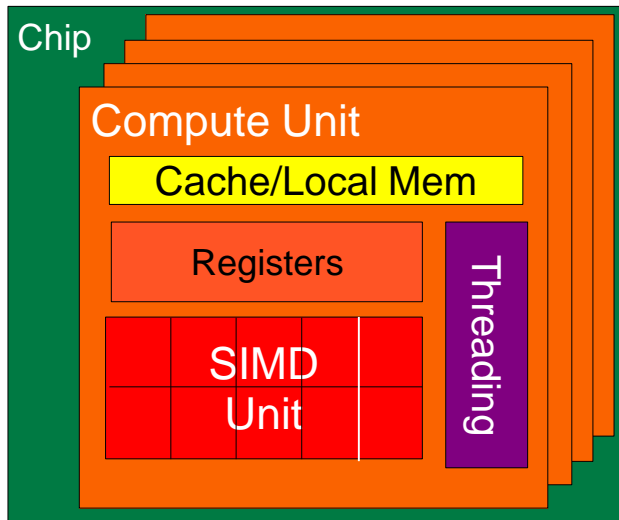 Chip
Compute Unit
Cache/Local Mem
Registers
Threading
SIMD
Unit